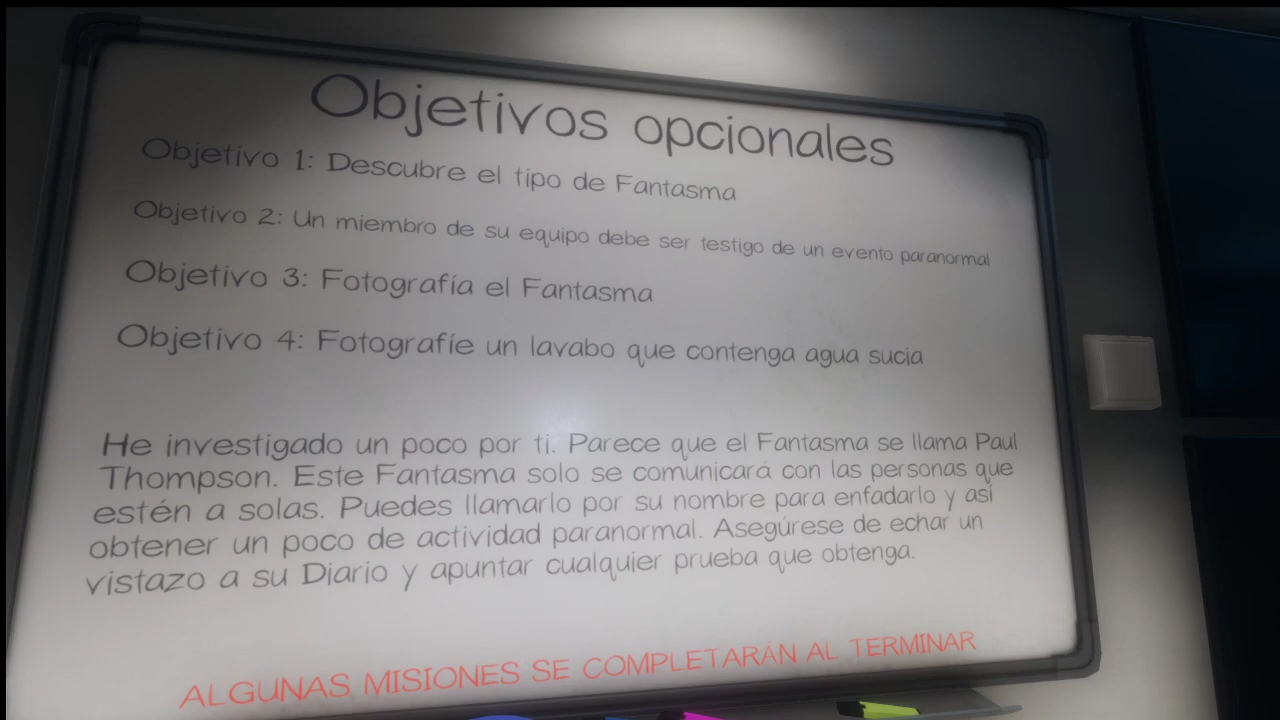 Objetivos opcionales
Objetivo 1: Descubre el tipo de Fantasma
Objetivo 2: Un miembro de su equipo debe ser testigo de un evento paranormal
Objetivo 3: Fotografía el Fantasma
Objetivo 4: Fotografíe un lavabo que contenga agua sucia
He investigado un poco por ti. Parece que el Fantasma se llama Paul
Thompson. Este Fantasma solo se comunicará con las personas que
estén a solas. Puedes llamarlo por su nombre para enfadarlo y así
obtener un poco de actividad paranormal. Asegúrese de echar un
vistazo a su Diario y apuntar cualquier prueba que obtenga.
ALGUNAS MISIONES SE COMPLETARÁN AL TERMINAR